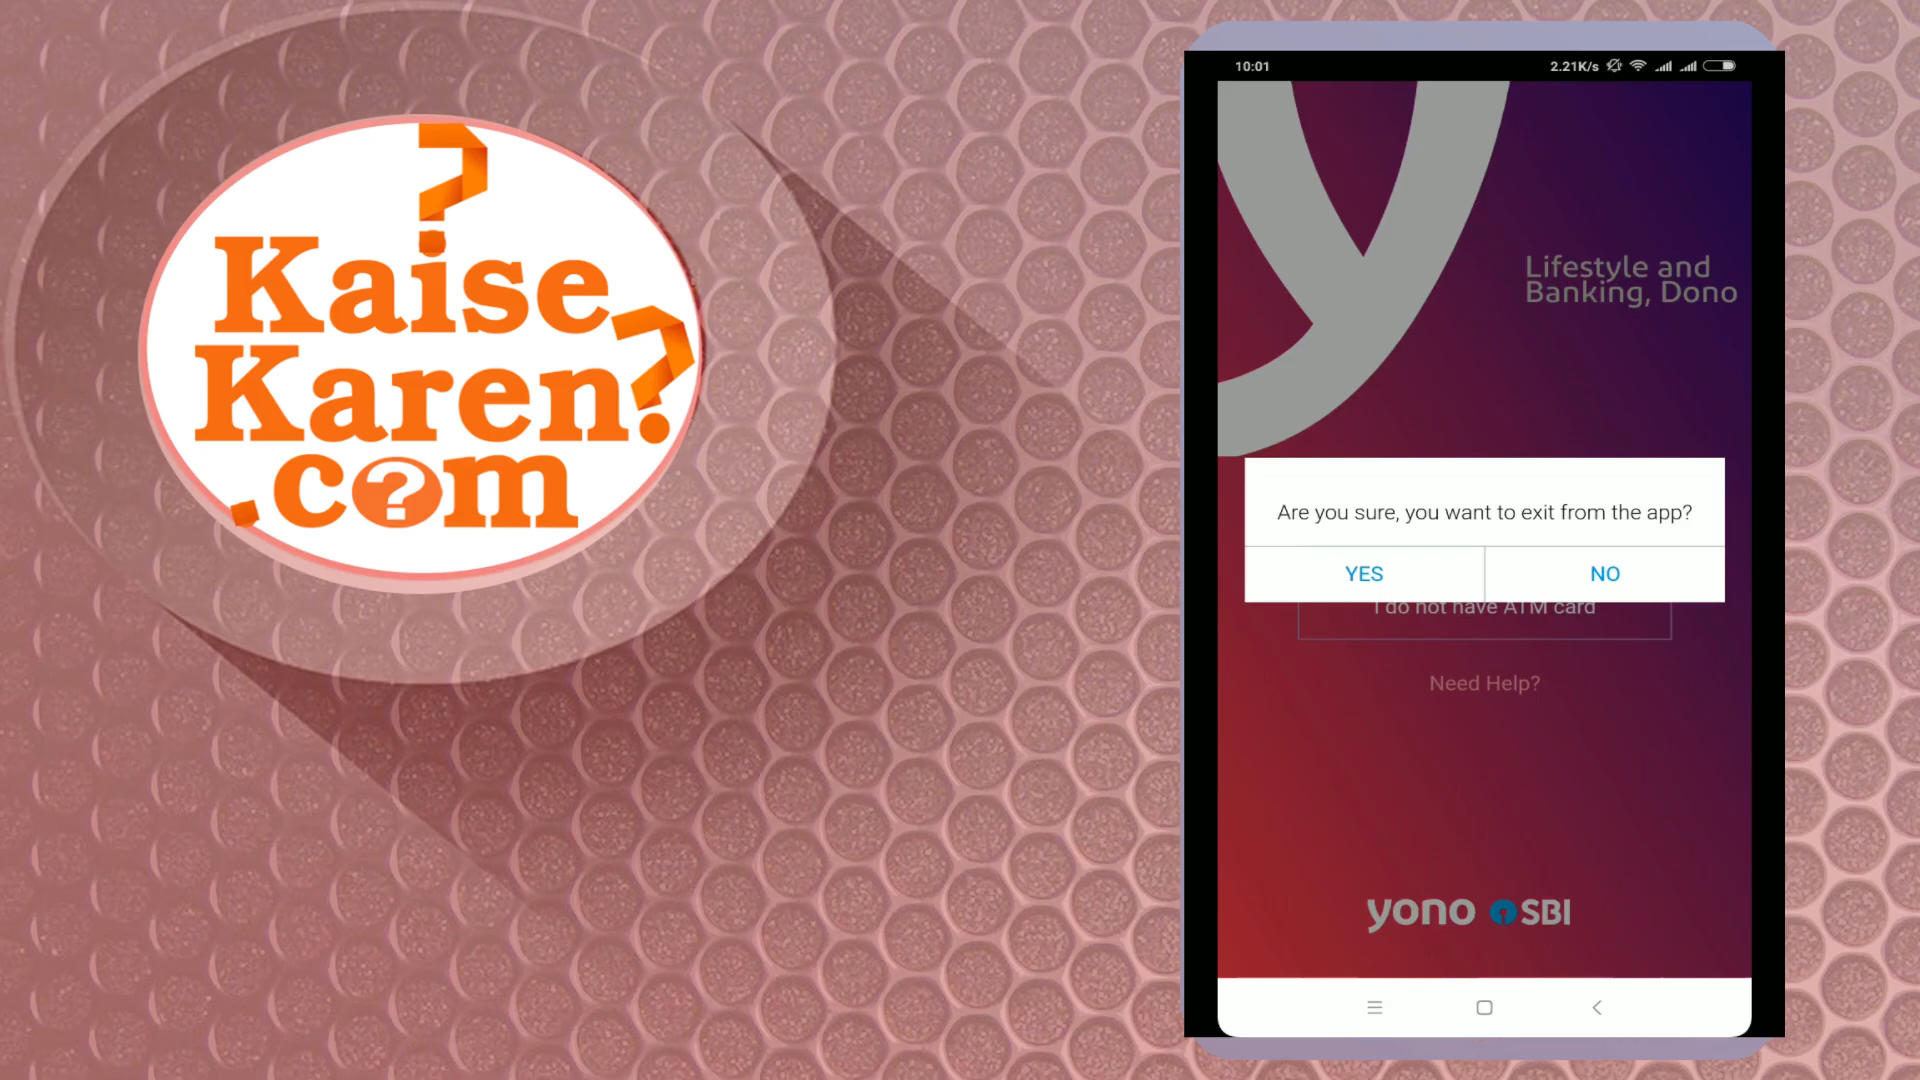 Kaise
Karen?
.com
10:01
2.21K/s
Lifestyle and
Banking, Dono
Are you sure, you want to exit from the app?
YES
NO
I do not have ATM card
Need Help?
yono SBI